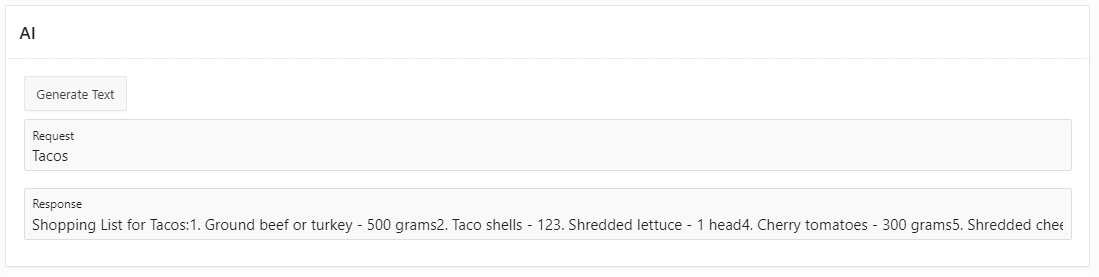 AI
Generate Text
Request
Tacos
Response
Shopping List for Tacos:1. Ground beef or turkey - 500 grams2. Taco shells - 123. Shredded lettuce - 1 head4. Cherry tomatoes - 300 grams5. Shredded chee